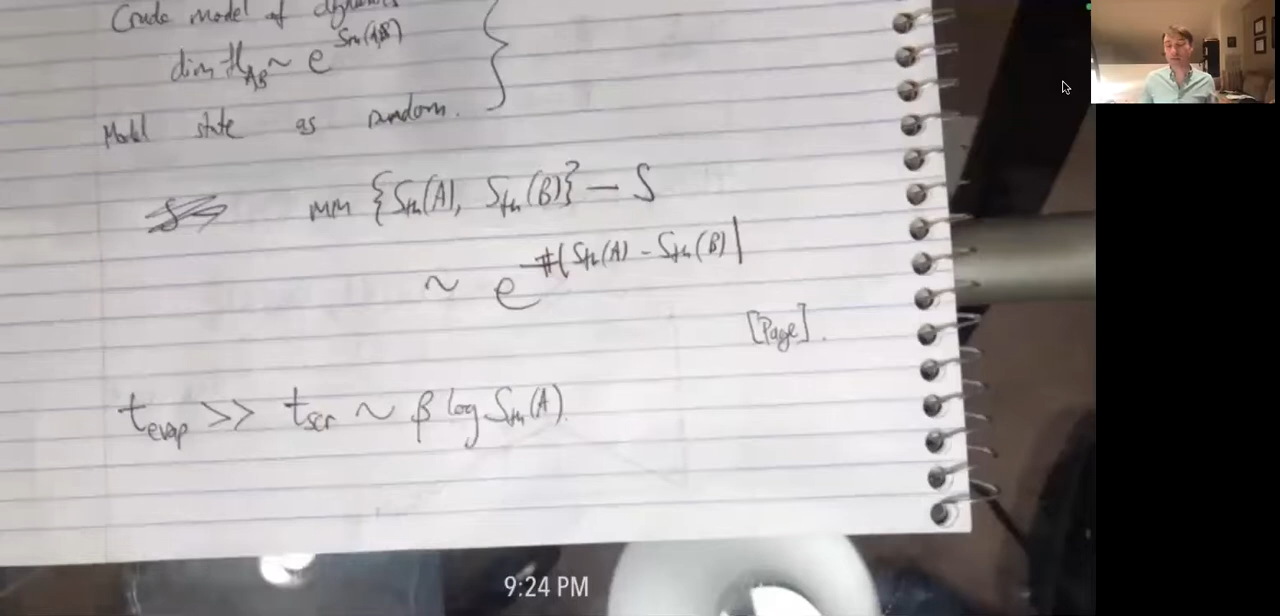 Crude model of dynamics
dim H_AB ~ e^{S_th(A,B)}
Model state as random.
min {S_th(A), S_th(B)} — S
~ e^{-#|S_th(A) - S_th(B)|}
[Page].
t_evap >> t_scr ~ β log S_th(A).
9:24 PM